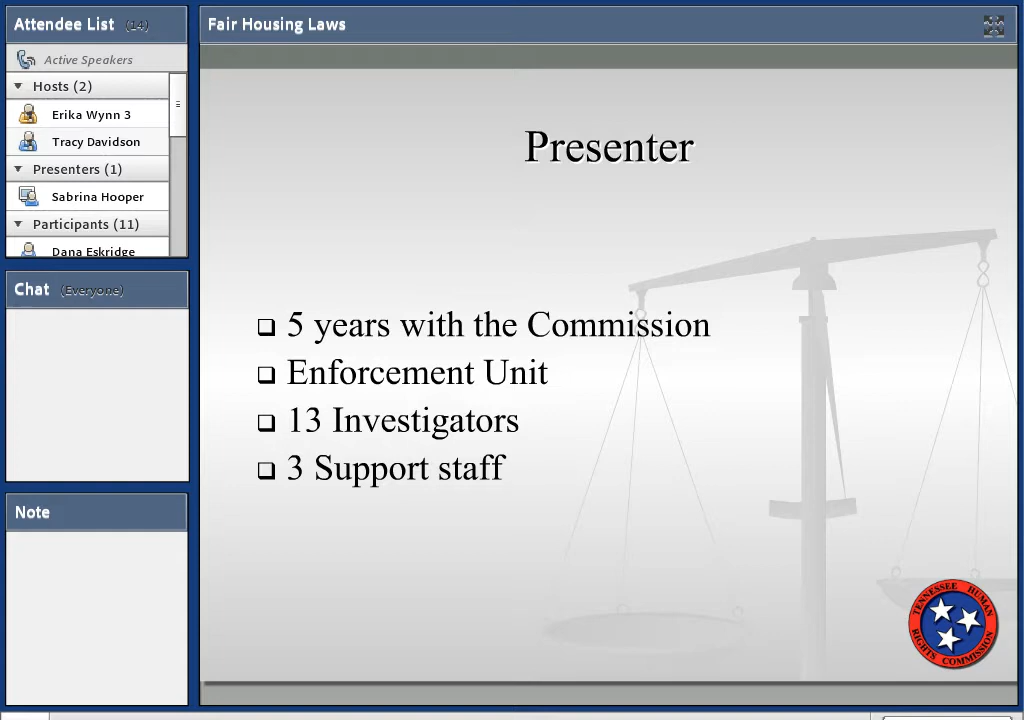 Attendee List (14)
Active Speakers
Hosts (2)
Erika Wynn 3
Tracy Davidson
Presenters (1)
Sabrina Hooper
Participants (11)
Dana Eskridge
Chat (Everyone)
Note
Fair Housing Laws
Presenter
5 years with the Commission
Enforcement Unit
13 Investigators
3 Support staff
TENNESSEE HUMAN
RIGHTS COMMISSION